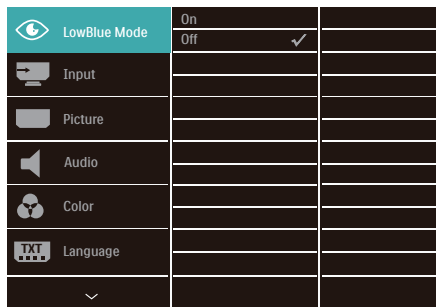 LowBlue Mode
On
Off
Input
Picture
Audio
Color
TXT
Language